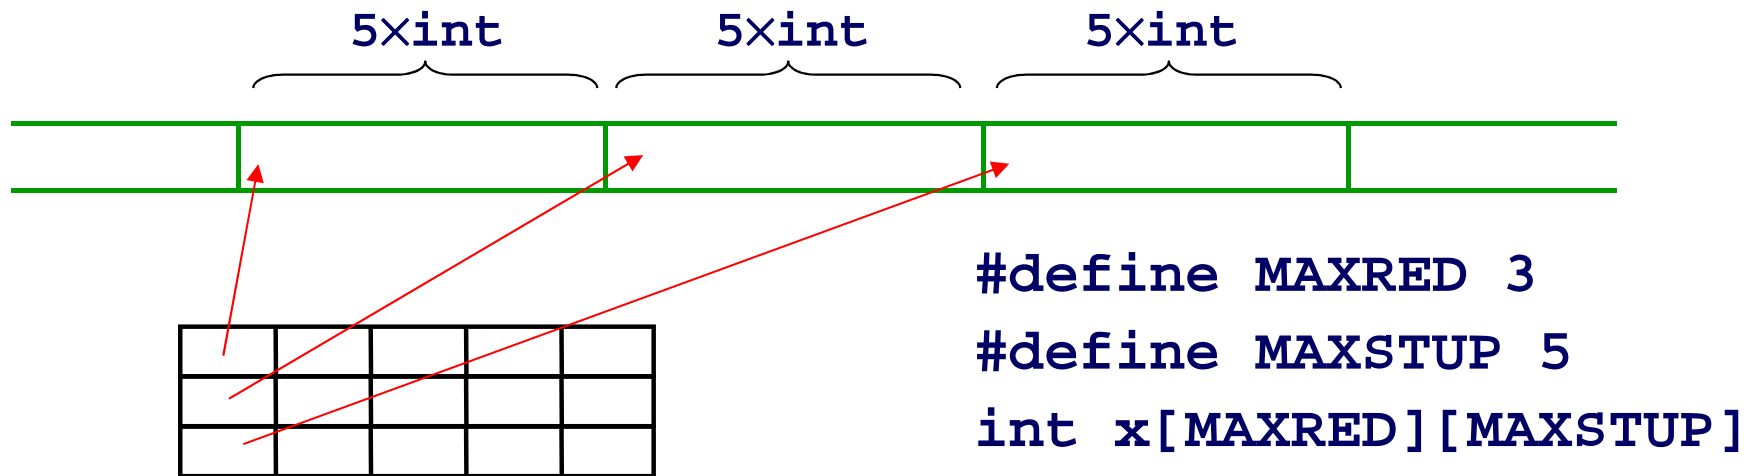 5×int 5×int 5×int
#define MAXRED 3
#define MAXSTUP 5
int x[MAXRED][MAXSTUP]